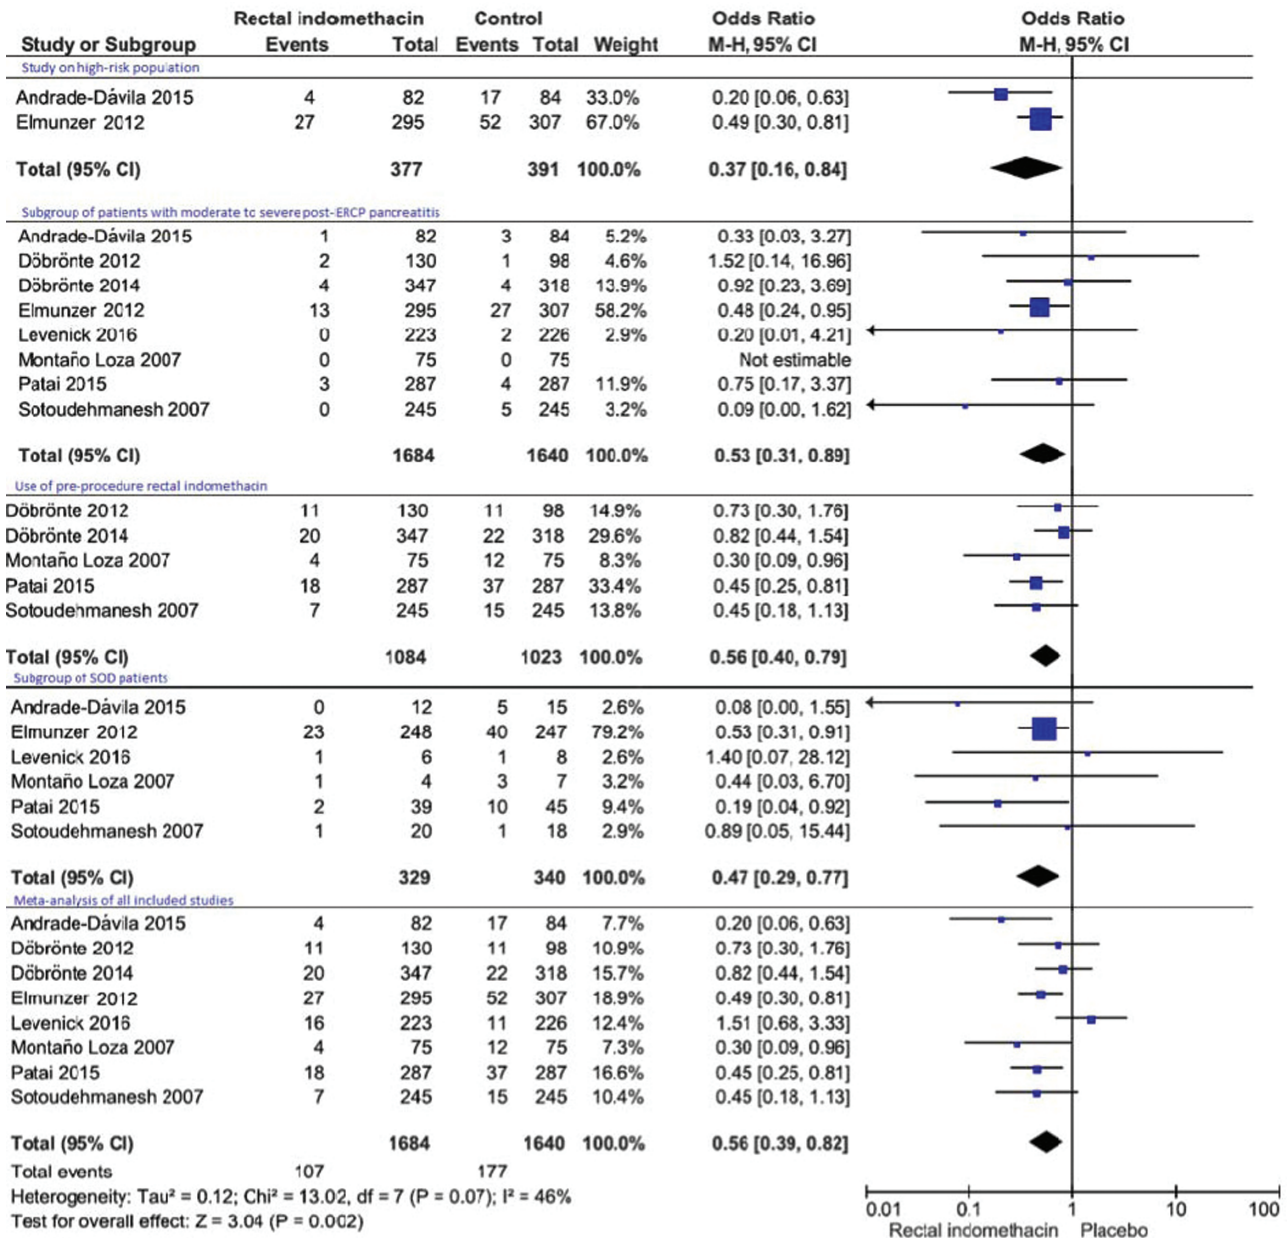 Rectal indomethacin Control Odds Ratio Odds Ratio
Study or Subgroup Events Total Events Total Weight M-H, 95% CI M-H, 95% CI
Study on high-risk population
Andrade-Dávila 2015 4 82 17 84 33.0% 0.20 [0.06, 0.63]
Elmunzer 2012 27 295 52 307 67.0% 0.49 [0.30, 0.81]
Total (95% CI) 377 391 100.0% 0.37 [0.16, 0.84]
Subgroup of patients with moderate to severe post-ERCP pancreatitis
Andrade-Dávila 2015 1 82 3 84 5.2% 0.33 [0.03, 3.27]
Döbrönte 2012 2 130 1 98 4.6% 1.52 [0.14, 16.96]
Döbrönte 2014 4 347 4 318 13.9% 0.92 [0.23, 3.69]
Elmunzer 2012 13 295 27 307 58.2% 0.48 [0.24, 0.95]
Levenick 2016 0 223 2 226 2.9% 0.20 [0.01, 4.21]
Montaño Loza 2007 0 75 0 75 Not estimable
Patai 2015 3 287 4 287 11.9% 0.75 [0.17, 3.37]
Sotoudehmanesh 2007 0 245 5 245 3.2% 0.09 [0.00, 1.62]
Total (95% CI) 1684 1640 100.0% 0.53 [0.31, 0.89]
Use of pre-procedure rectal indomethacin
Döbrönte 2012 11 130 11 98 14.9% 0.73 [0.30, 1.76]
Döbrönte 2014 20 347 22 318 29.6% 0.82 [0.44, 1.54]
Montaño Loza 2007 4 75 12 75 8.3% 0.30 [0.09, 0.96]
Patai 2015 18 287 37 287 33.4% 0.45 [0.25, 0.81]
Sotoudehmanesh 2007 7 245 15 245 13.8% 0.45 [0.18, 1.13]
Total (95% CI) 1084 1023 100.0% 0.56 [0.40, 0.79]
Subgroup of SOD patients
Andrade-Dávila 2015 0 12 5 15 2.6% 0.08 [0.00, 1.55]
Elmunzer 2012 23 248 40 247 79.2% 0.53 [0.31, 0.91]
Levenick 2016 1 6 1 8 2.6% 1.40 [0.07, 28.12]
Montaño Loza 2007 1 4 3 7 3.2% 0.44 [0.03, 6.70]
Patai 2015 2 39 10 45 9.4% 0.19 [0.04, 0.92]
Sotoudehmanesh 2007 1 20 1 18 2.9% 0.89 [0.05, 15.44]
Total (95% CI) 329 340 100.0% 0.47 [0.29, 0.77]
Meta-analysis of all included studies
Andrade-Dávila 2015 4 82 17 84 7.7% 0.20 [0.06, 0.63]
Döbrönte 2012 11 130 11 98 10.9% 0.73 [0.30, 1.76]
Döbrönte 2014 20 347 22 318 15.7% 0.82 [0.44, 1.54]
Elmunzer 2012 27 295 52 307 18.9% 0.49 [0.30, 0.81]
Levenick 2016 16 223 11 226 12.4% 1.51 [0.68, 3.33]
Montaño Loza 2007 4 75 12 75 7.3% 0.30 [0.09, 0.96]
Patai 2015 18 287 37 287 16.6% 0.45 [0.25, 0.81]
Sotoudehmanesh 2007 7 245 15 245 10.4% 0.45 [0.18, 1.13]
Total (95% CI) 1684 1640 100.0% 0.56 [0.39, 0.82]
Total events 107 177
Heterogeneity: Tau² = 0.12; Chi² = 13.02, df = 7 (P = 0.07); I² = 46%
Test for overall effect: Z = 3.04 (P = 0.002)
0.01 0.1 1 10 100
Rectal indomethacin Placebo